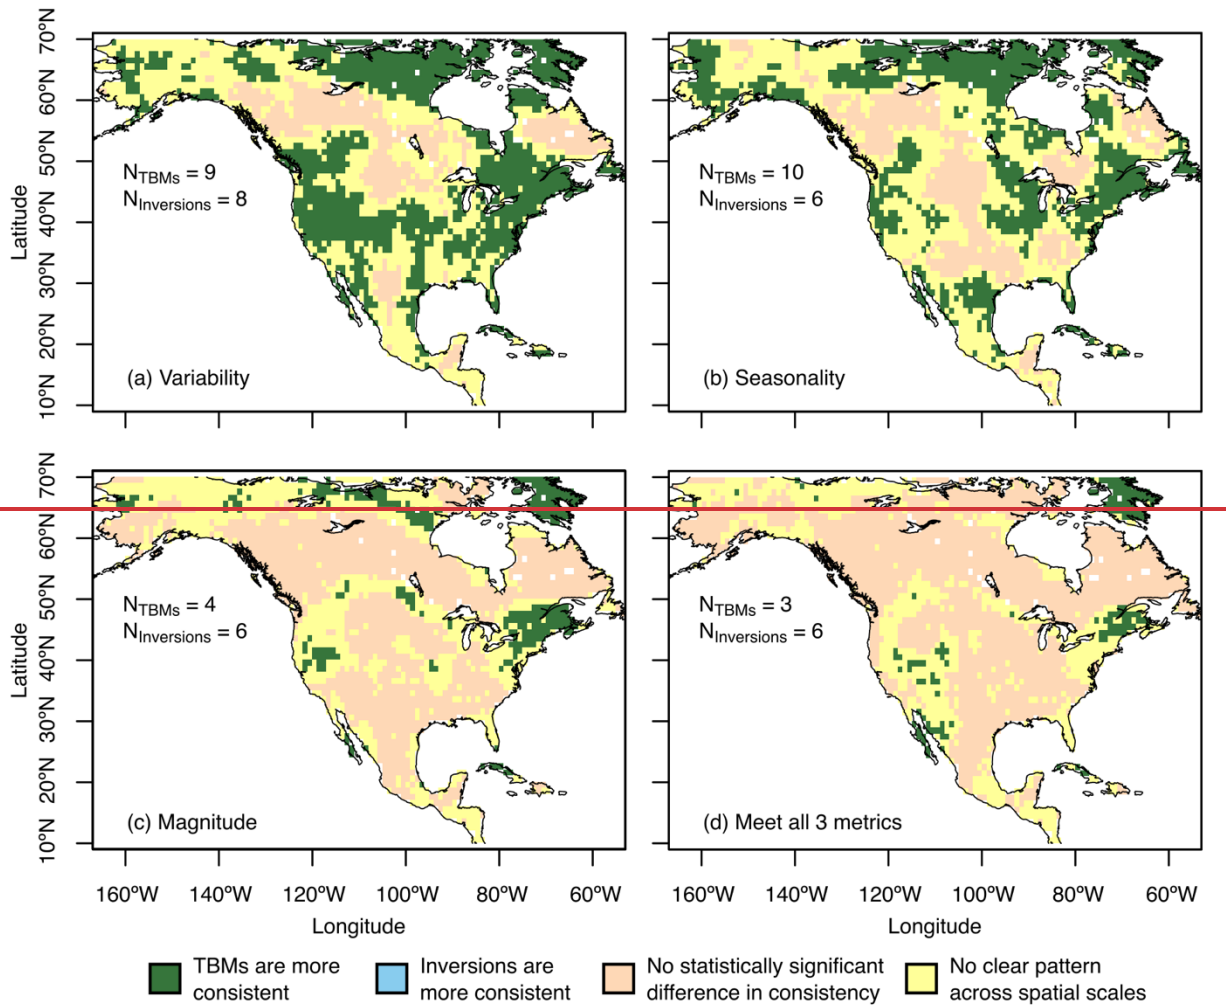 70°N
60°N
50°N
40°N
30°N
20°N
10°N
Latitude
N_TBMs = 9
N_Inversions = 8
(a) Variability
N_TBMs = 10
N_Inversions = 6
(b) Seasonality
70°N
60°N
50°N
40°N
30°N
20°N
10°N
Latitude
N_TBMs = 4
N_Inversions = 6
(c) Magnitude
N_TBMs = 3
N_Inversions = 6
(d) Meet all 3 metrics
160°W 140°W 120°W 100°W 80°W 60°W
160°W 140°W 120°W 100°W 80°W 60°W
Longitude
Longitude
TBMs are more
consistent
Inversions are
more consistent
No statistically significant
difference in consistency
No clear pattern
across spatial scales